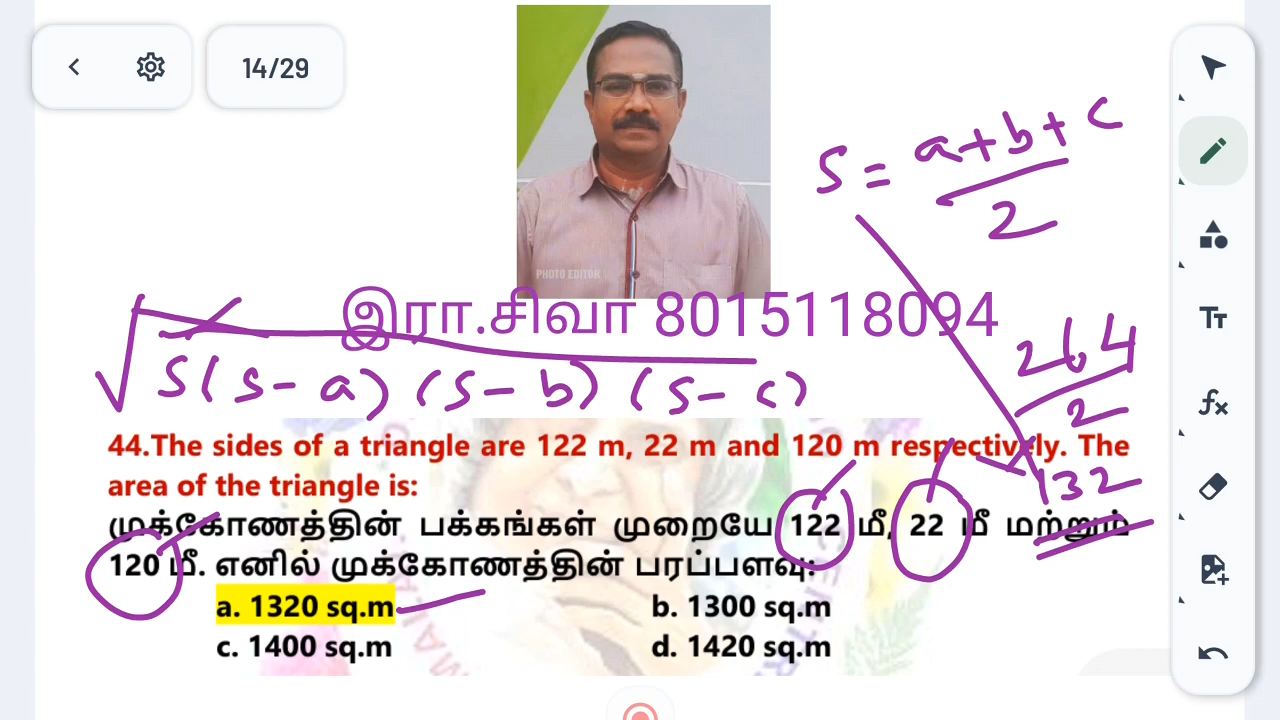 14/29
PHOTO EDITOR
S = a+b+c
2
இரா.சிவா 8015118094
264
2
√S(S-a)(S-b)(S-c)
132
44.The sides of a triangle are 122 m, 22 m and 120 m respectively. The
area of the triangle is:
முக்கோணத்தின் பக்கங்கள் முறையே 122 மீ, 22 மீ மற்றும்
120 மீ. எனில் முக்கோணத்தின் பரப்பளவு:
a. 1320 sq.m b. 1300 sq.m
c. 1400 sq.m d. 1420 sq.m
Tт
fx